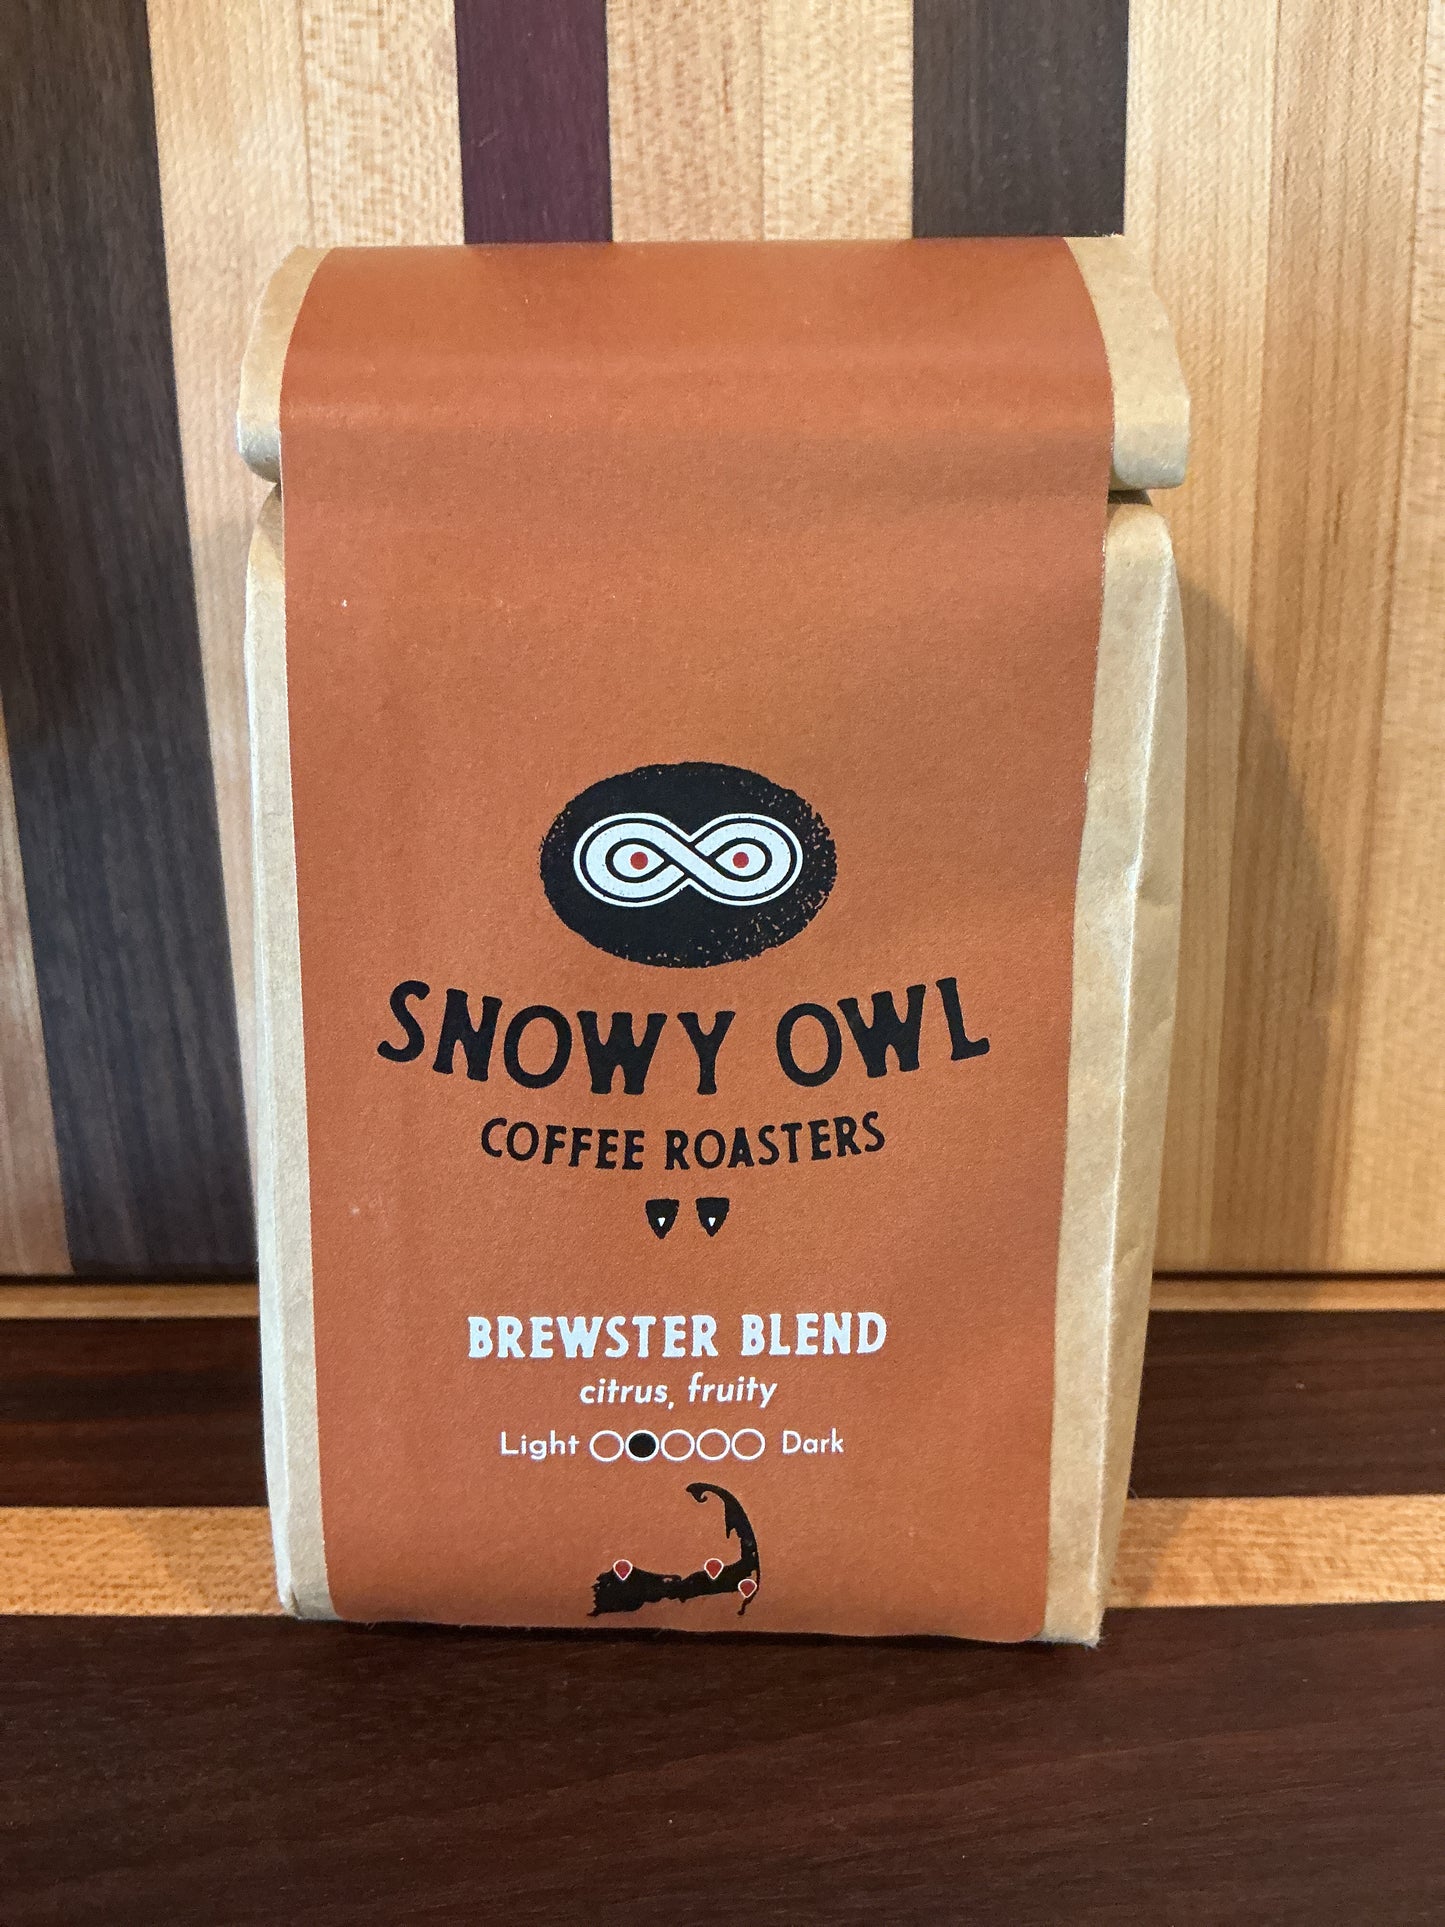 SNOWY OWL
COFFEE ROASTERS
BREWSTER BLEND
citrus, fruity
Light Dark